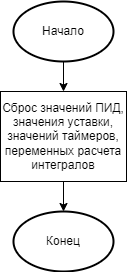 Начало
Сброс значений ПИД,
значения уставки,
значений таймеров,
переменных расчета
интегралов
Конец